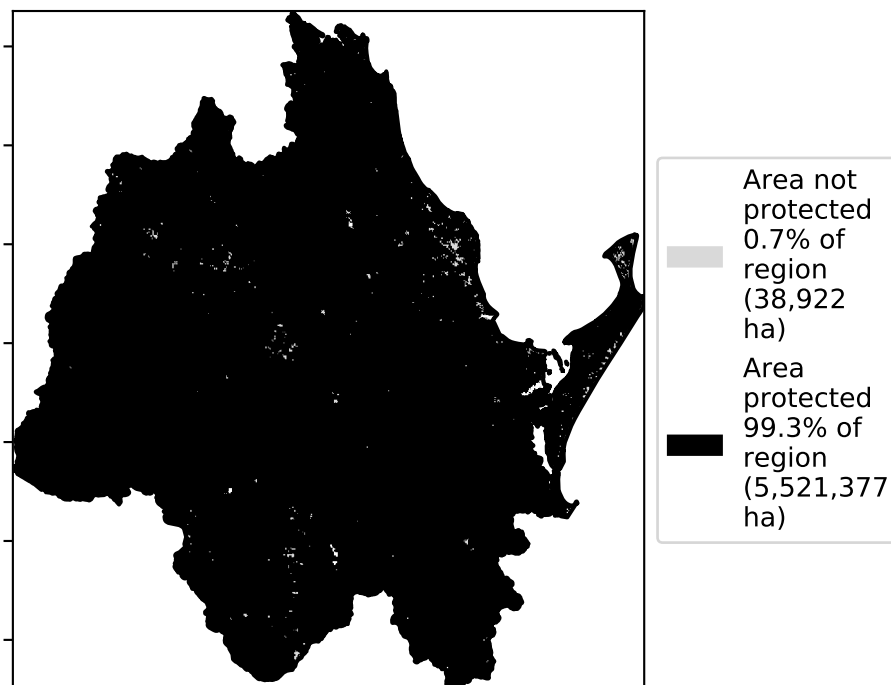 Area not
protected
0.7% of
region
(38,922
ha)
Area
protected
99.3% of
region
(5,521,377
ha)